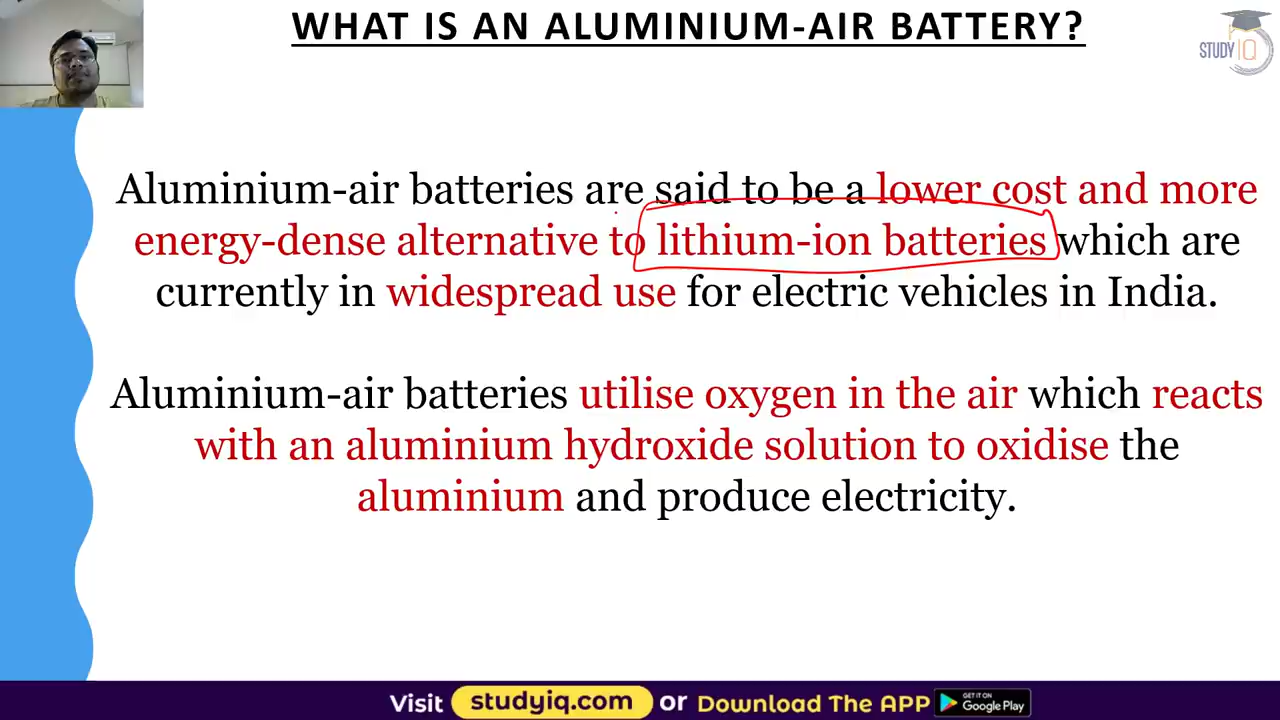 WHAT IS AN ALUMINIUM-AIR BATTERY?
STUDY IQ
Aluminium-air batteries are said to be a lower cost and more
energy-dense alternative to lithium-ion batteries which are
currently in widespread use for electric vehicles in India.
Aluminium-air batteries utilise oxygen in the air which reacts
with an aluminium hydroxide solution to oxidise the
aluminium and produce electricity.
Visit studyiq.com or Download The APP GET IT ON Google Play